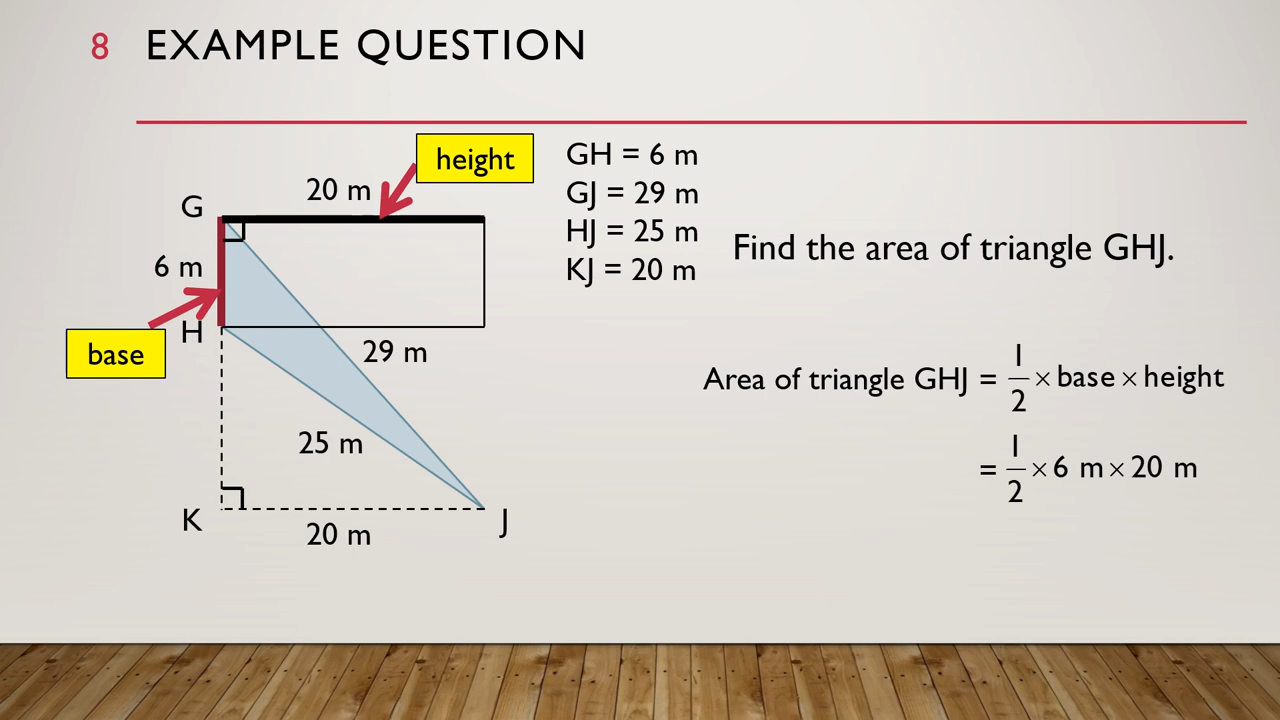 8 EXAMPLE QUESTION
height
20 m
G
6 m
H
base
29 m
25 m
K
20 m
J
GH = 6 m
GJ = 29 m
HJ = 25 m
KJ = 20 m
Find the area of triangle GHJ.
Area of triangle GHJ = 1/2 × base × height
= 1/2 × 6 m × 20 m